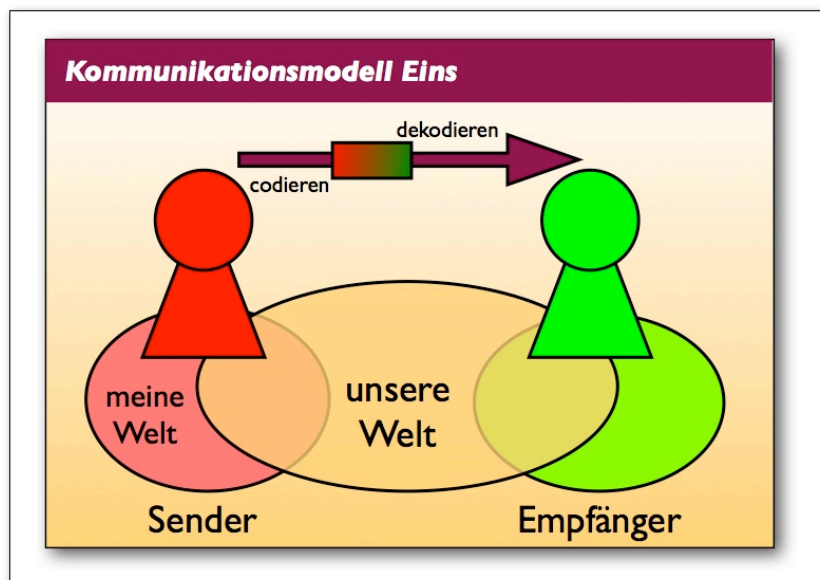 Kommunikationsmodell Eins
dekodieren
codieren
meine
Welt
unsere
Welt
Sender
Empfänger